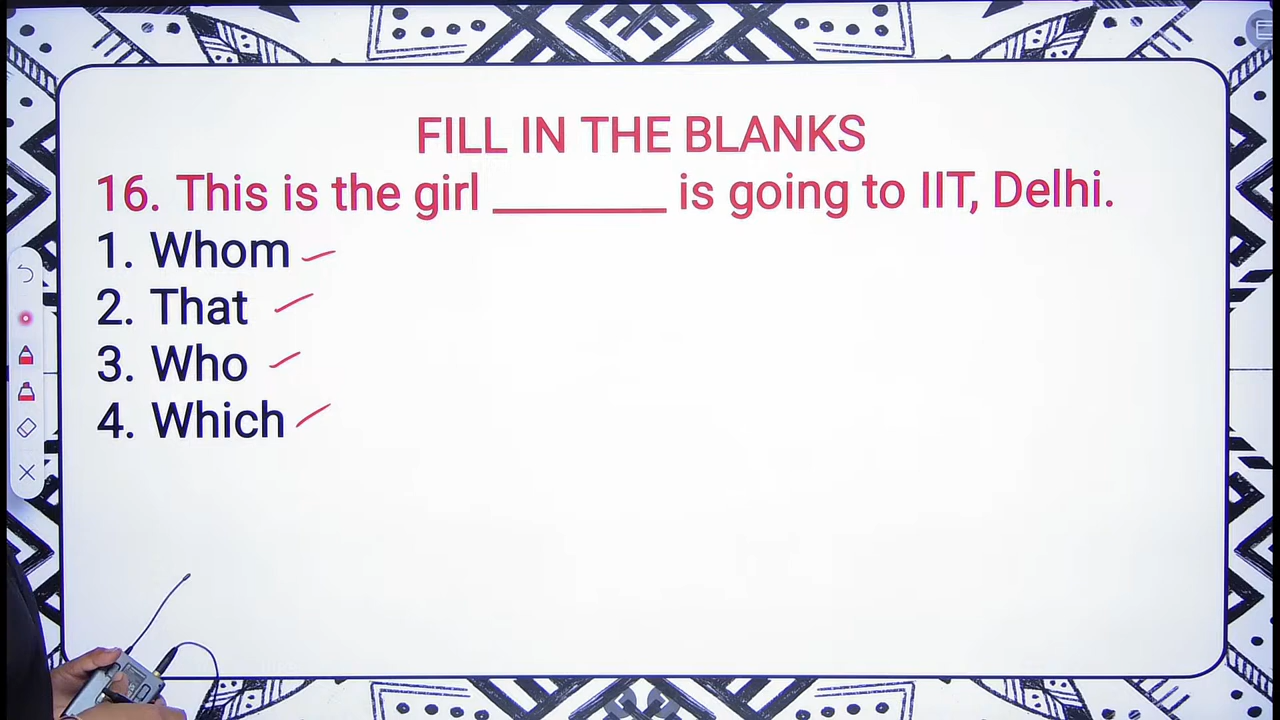 FILL IN THE BLANKS
16. This is the girl ________ is going to IIT, Delhi.
1. Whom
2. That
3. Who
4. Which